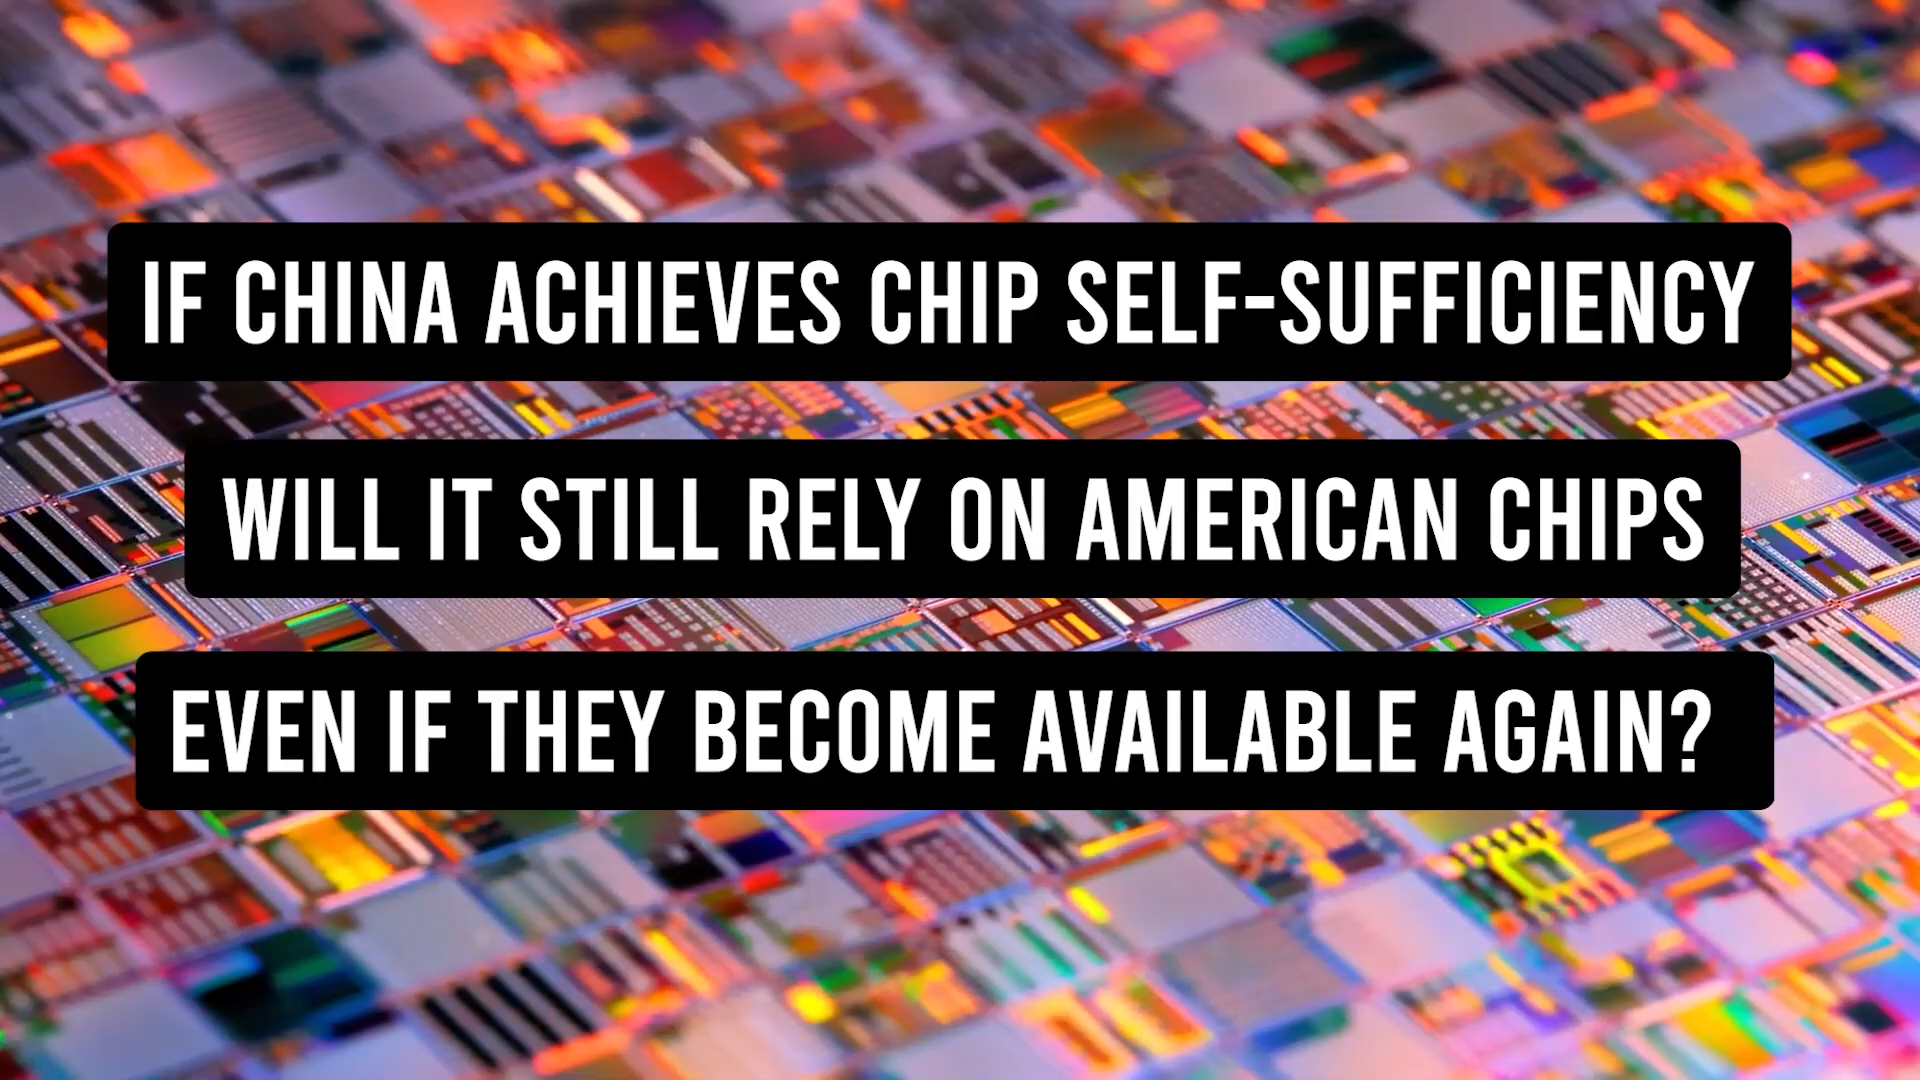 IF CHINA ACHIEVES CHIP SELF-SUFFICIENCY
WILL IT STILL RELY ON AMERICAN CHIPS
EVEN IF THEY BECOME AVAILABLE AGAIN?